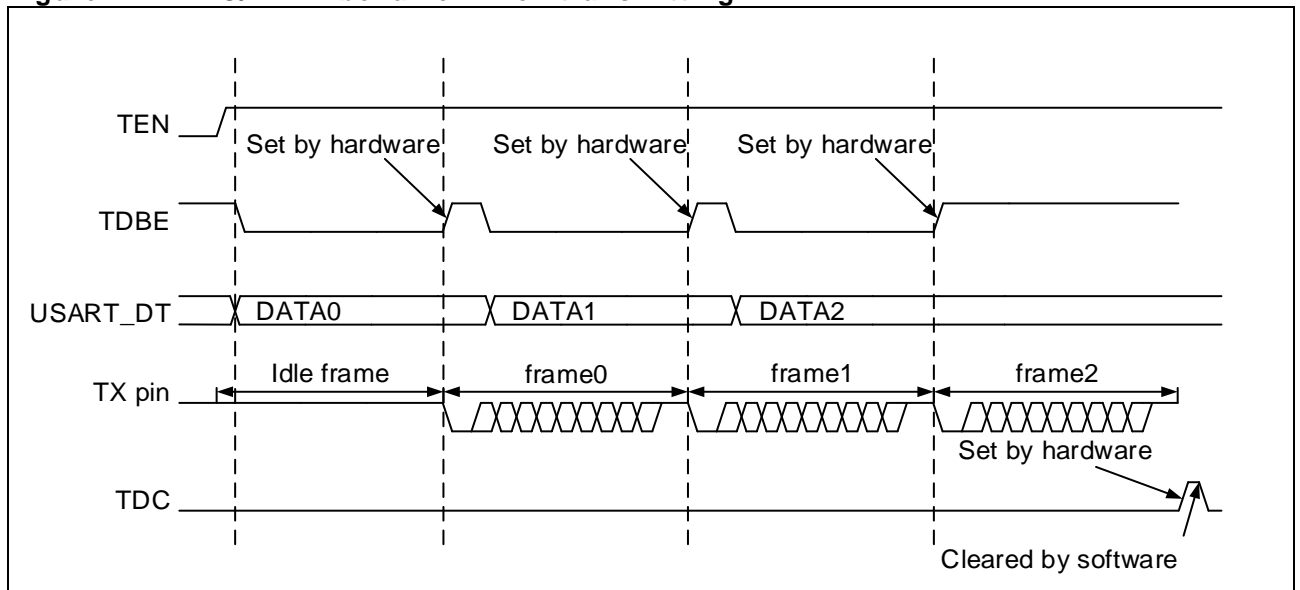 TEN
Set by hardware Set by hardware Set by hardware
TDBE
USART_DT DATA0 DATA1 DATA2
TX pin Idle frame frame0 frame1 frame2
Set by hardware
TDC
Cleared by software